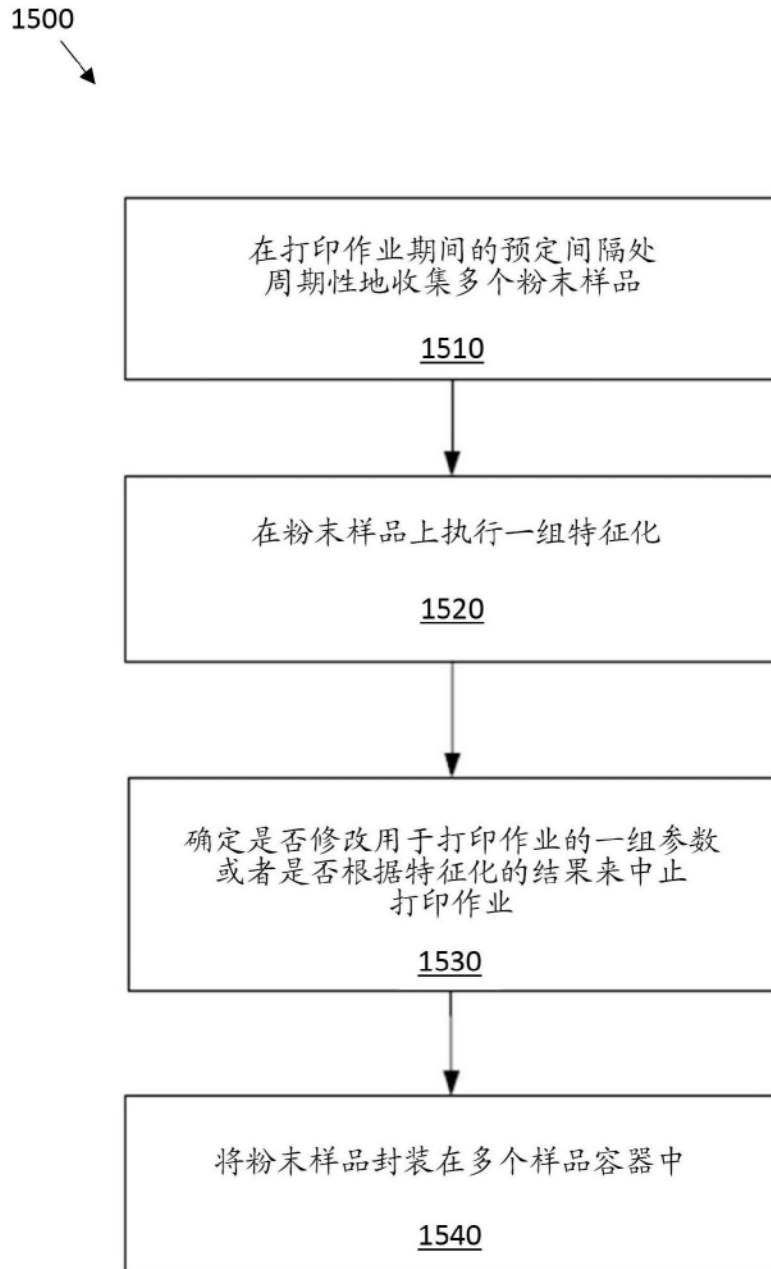 1500
在打印作业期间的预定间隔处
周期性地收集多个粉末样品
1510
在粉末样品上执行一组特征化
1520
确定是否修改用于打印作业的一组参数
或者是否根据特征化的结果来中止
打印作业
1530
将粉末样品封装在多个样品容器中
1540